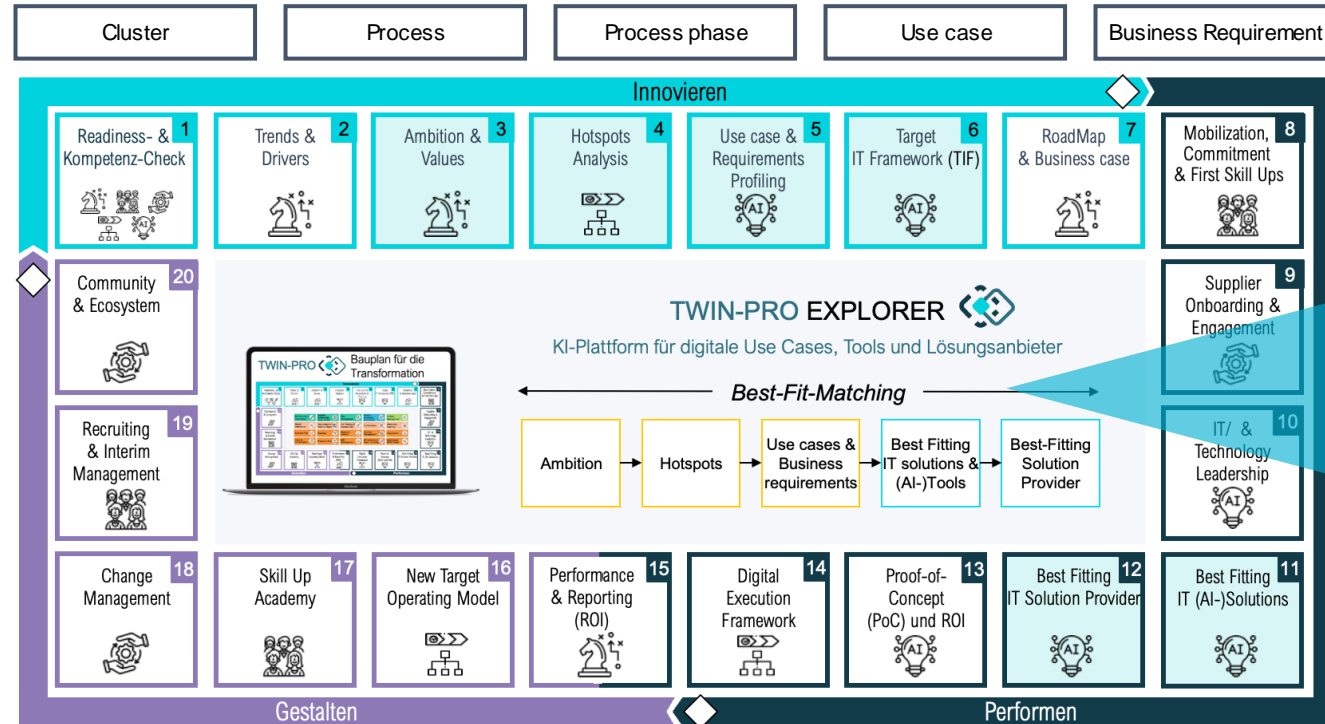 Cluster
Process
Process phase
Use case
Business Requirement
Innovieren
Readiness- &
Kompetenz-Check
1
AI
Trends &
Drivers
2
Ambition &
Values
3
Hotspots
Analysis
4
Use case &
Requirements
Profiling
5
AI
Target
IT Framework (TIF)
6
AI
RoadMap
& Business case
7
Mobilization,
Commitment
& First Skill Ups
8
Community
& Ecosystem
20
Supplier
Onboarding &
Engagement
9
Recruiting
& Interim
Management
19
IT/ &
Technology
Leadership
10
AI
TWIN-PRO EXPLORER
KI-Plattform für digitale Use Cases, Tools und Lösungsanbieter
TWIN-PRO
Bauplan für die
Transformation
Best-Fit-Matching
Ambition
Hotspots
Use cases &
Business
requirements
Best Fitting
IT solutions &
(AI-)Tools
Best-Fitting
Solution
Provider
Change
Management
18
Skill Up
Academy
17
New Target
Operating Model
16
Performance
& Reporting
(ROI)
15
Digital
Execution
Framework
14
Proof-of-
Concept
(PoC) und ROI
13
AI
Best Fitting
IT Solution Provider
12
AI
Best Fitting
IT (AI-)Solutions
11
AI
Gestalten
Performen